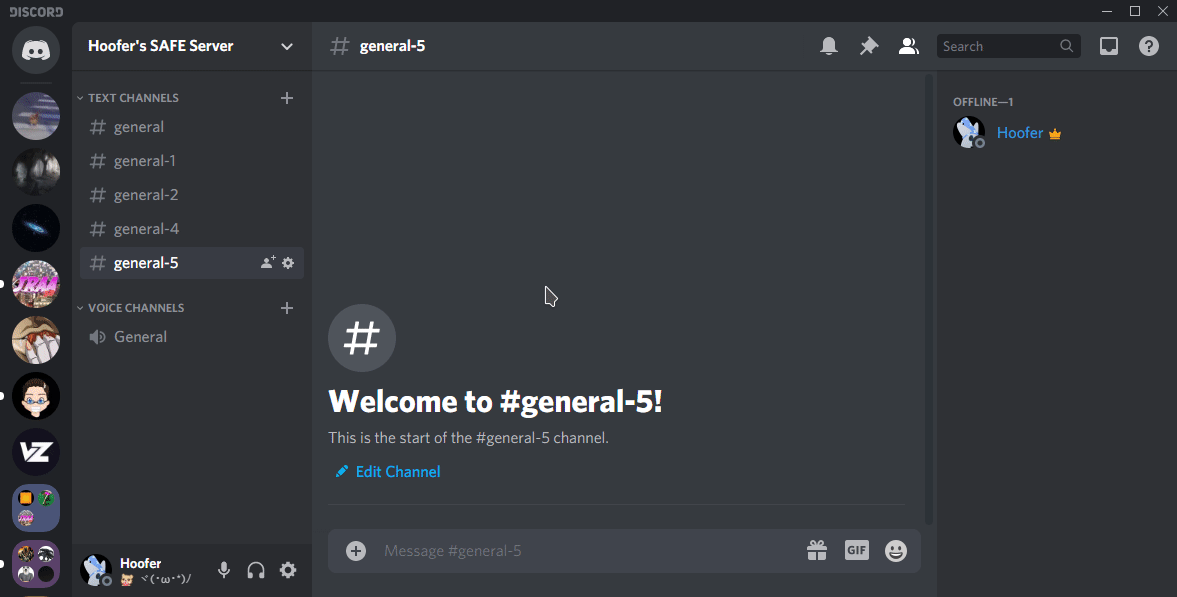 DISCORD
Hoofer's SAFE Server
TEXT CHANNELS
general
general-1
general-2
general-4
general-5
VOICE CHANNELS
General
Hoofer
ヾ(･ω･*)ﾉ
# general-5
Search
Welcome to #general-5!
This is the start of the #general-5 channel.
Edit Channel
Message #general-5
GIF
OFFLINE—1
Hoofer
VZ